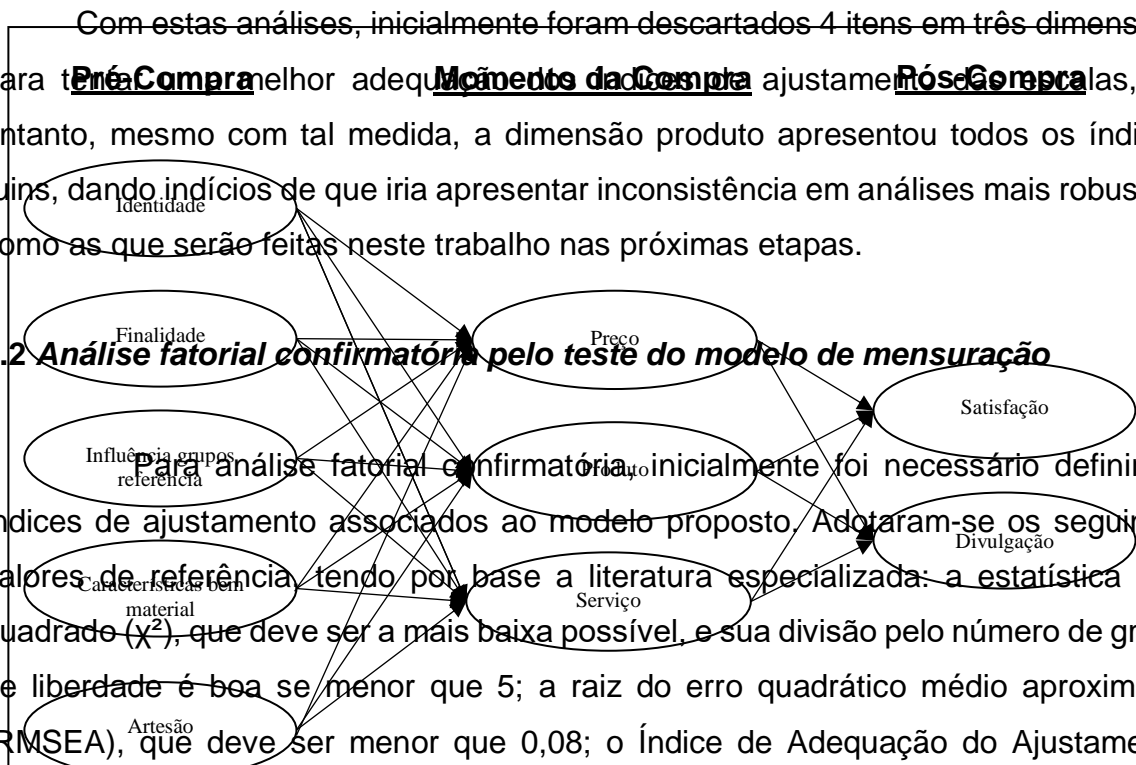 Com estas análises, inicialmente foram descartados 4 itens em três dimens
Pré-Compra Momento da Compra Pós-Compra
ara melhor adequação dos índices de ajustamento das escalas,
ntanto, mesmo com tal medida, a dimensão produto apresentou todos os índi
uins, dando indícios de que iria apresentar inconsistência em análises mais robus
Identidade
omo as que serão feitas neste trabalho nas próximas etapas.
Finalidade
Preço
.2 Análise fatorial confirmatória pelo teste do modelo de mensuração
Satisfação
Influência grupos
referência
Para análise fatorial confirmatória, inicialmente foi necessário definir
Produto
ndices de ajustamento associados ao modelo proposto. Adotaram-se os seguir
Divulgação
Características bem
material
alores de referência, tendo por base a literatura especializada: a estatística
Serviço
uadrado (χ²), que deve ser a mais baixa possível, e sua divisão pelo número de gr
e liberdade é boa se menor que 5; a raiz do erro quadrático médio aproxim
Artesão
RMSEA), que deve ser menor que 0,08; o Índice de Adequação do Ajustame